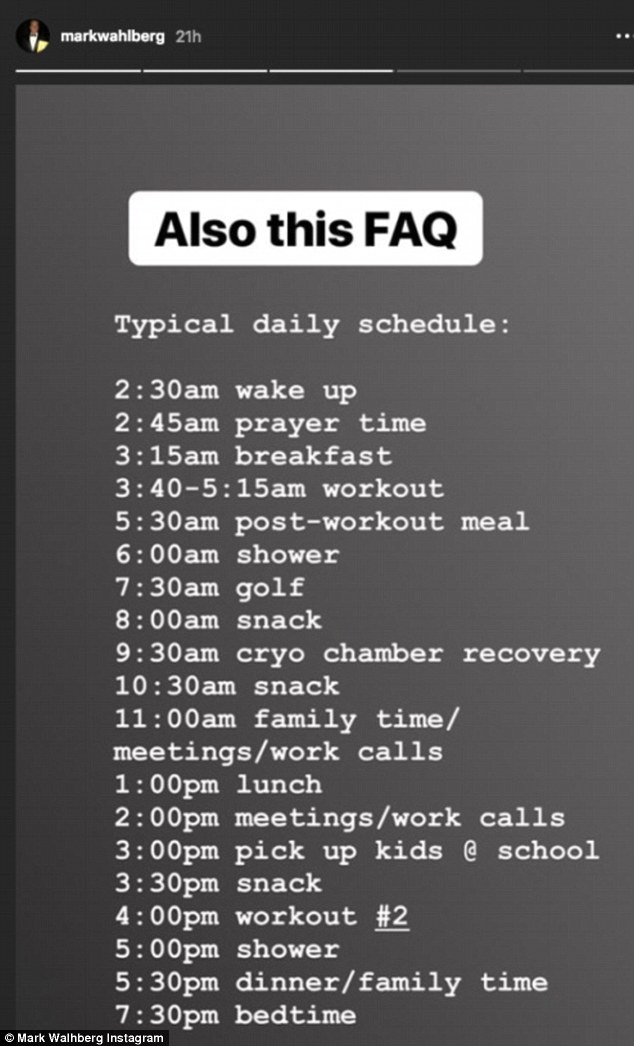 markwahlberg 21h
Also this FAQ
Typical daily schedule:
2:30am wake up
2:45am prayer time
3:15am breakfast
3:40-5:15am workout
5:30am post-workout meal
6:00am shower
7:30am golf
8:00am snack
9:30am cryo chamber recovery
10:30am snack
11:00am family time/
meetings/work calls
1:00pm lunch
2:00pm meetings/work calls
3:00pm pick up kids @ school
3:30pm snack
4:00pm workout #2
5:00pm shower
5:30pm dinner/family time
7:30pm bedtime
© Mark Walhberg Instagram